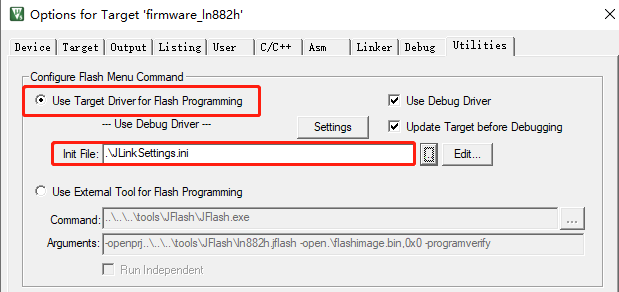 Options for Target 'firmware_ln882h'
Device Target Output Listing User C/C++ Asm Linker Debug Utilities
Configure Flash Menu Command
Use Target Driver for Flash Programming Use Debug Driver
--- Use Debug Driver --- Settings Update Target before Debugging
Init File: .\JLinkSettings.ini ... Edit...
Use External Tool for Flash Programming
Command: ..\..\..\tools\JFlash\JFlash.exe ...
Arguments: -openprj..\..\..\tools\JFlash\ln882h.jflash -open.\flashimage.bin,0x0 -programverify
Run Independent